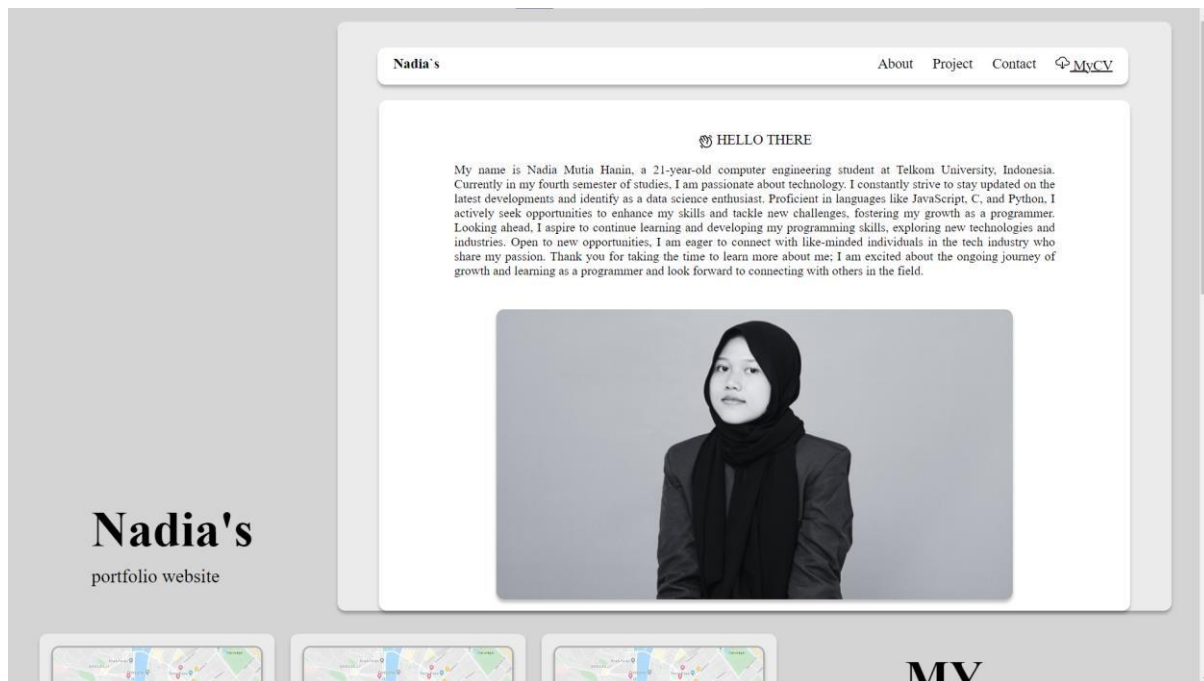 Nadia`s
About Project Contact MyCV
HELLO THERE
My name is Nadia Mutia Hanin, a 21-year-old computer engineering student at Telkom University, Indonesia.
Currently in my fourth semester of studies, I am passionate about technology. I constantly strive to stay updated on the
latest developments and identify as a data science enthusiast. Proficient in languages like JavaScript, C, and Python, I
actively seek opportunities to enhance my skills and tackle new challenges, fostering my growth as a programmer.
Looking ahead, I aspire to continue learning and developing my programming skills, exploring new technologies and
industries. Open to new opportunities, I am eager to connect with like-minded individuals in the tech industry who
share my passion. Thank you for taking the time to learn more about me; I am excited about the ongoing journey of
growth and learning as a programmer and look forward to connecting with others in the field.
Nadia's
portfolio website
MY